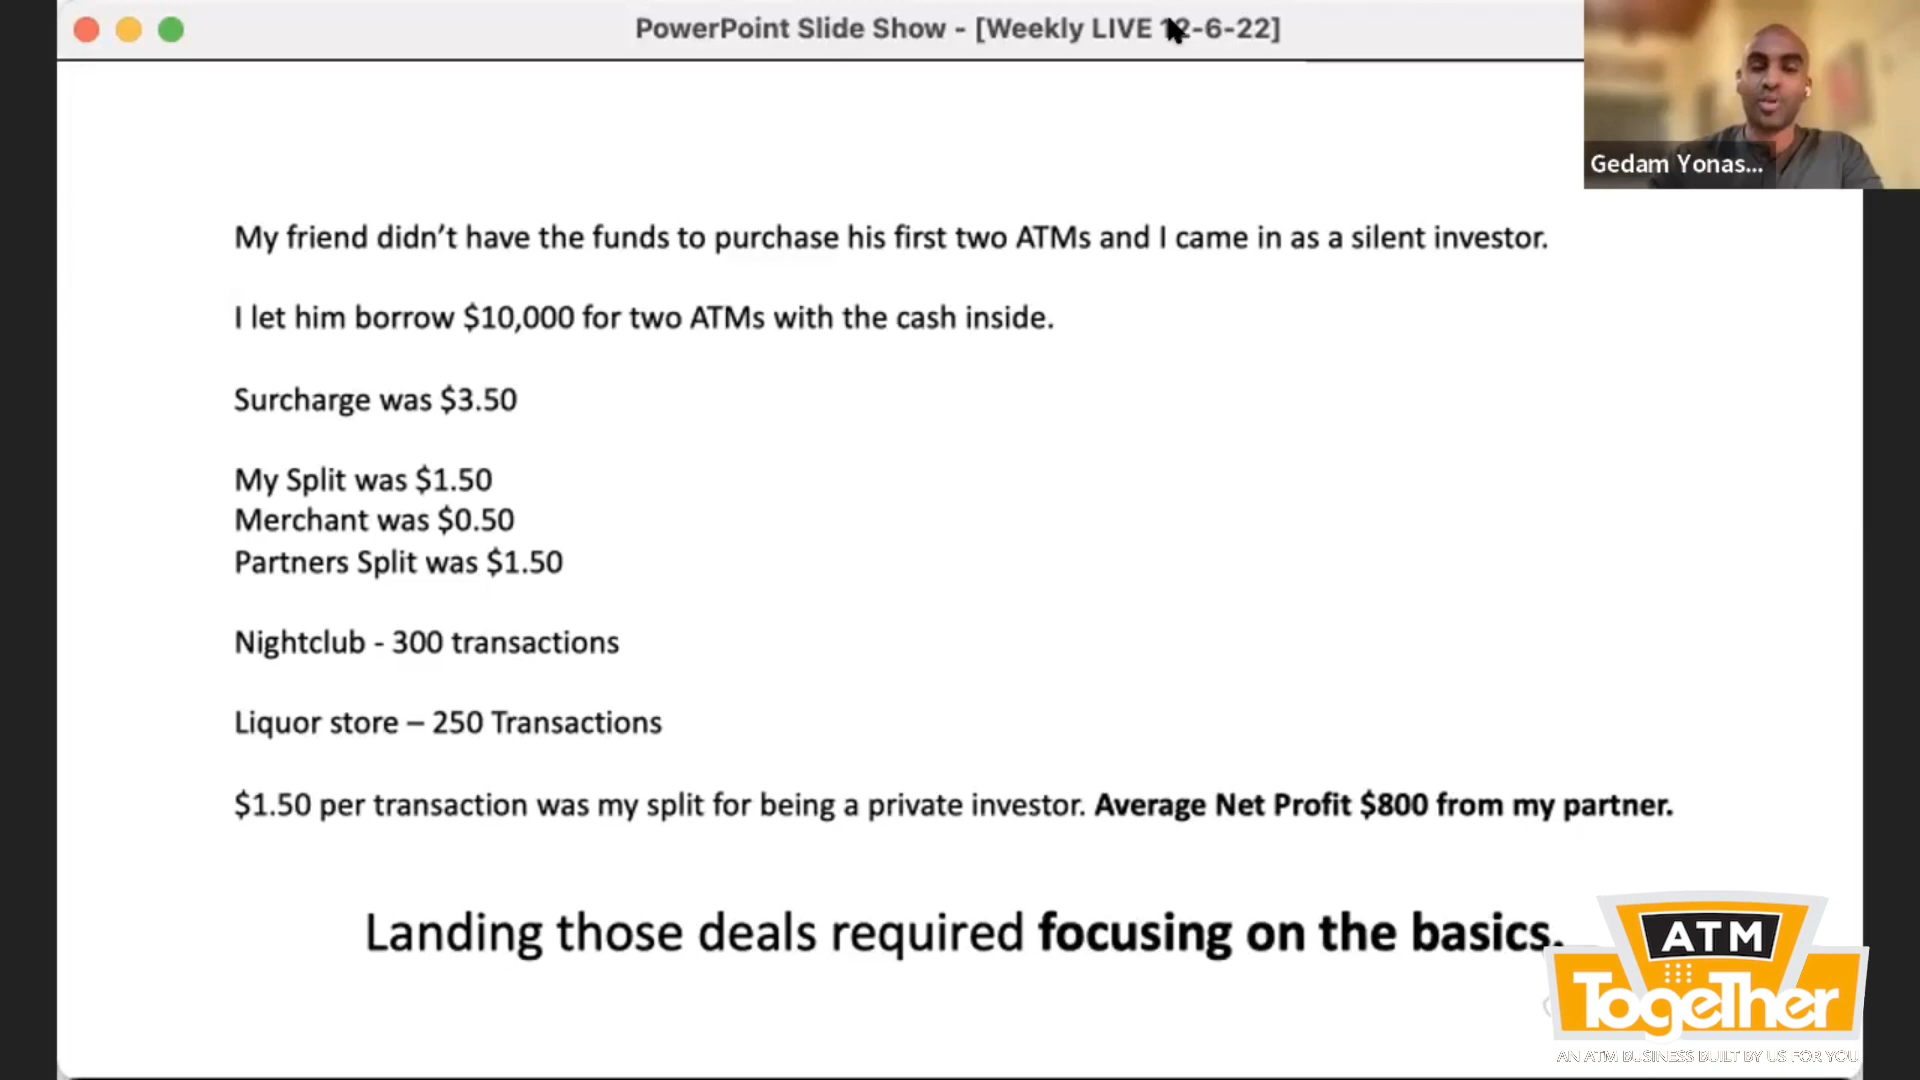 PowerPoint Slide Show - [Weekly LIVE 12-6-22]
Gedam Yonas...
My friend didn’t have the funds to purchase his first two ATMs and I came in as a silent investor.
I let him borrow $10,000 for two ATMs with the cash inside.
Surcharge was $3.50
My Split was $1.50
Merchant was $0.50
Partners Split was $1.50
Nightclub - 300 transactions
Liquor store – 250 Transactions
$1.50 per transaction was my split for being a private investor. Average Net Profit $800 from my partner.
Landing those deals required focusing on the basics.
ATM
TogeTher
AN ATM BUSINESS BUILT BY US FOR YOU